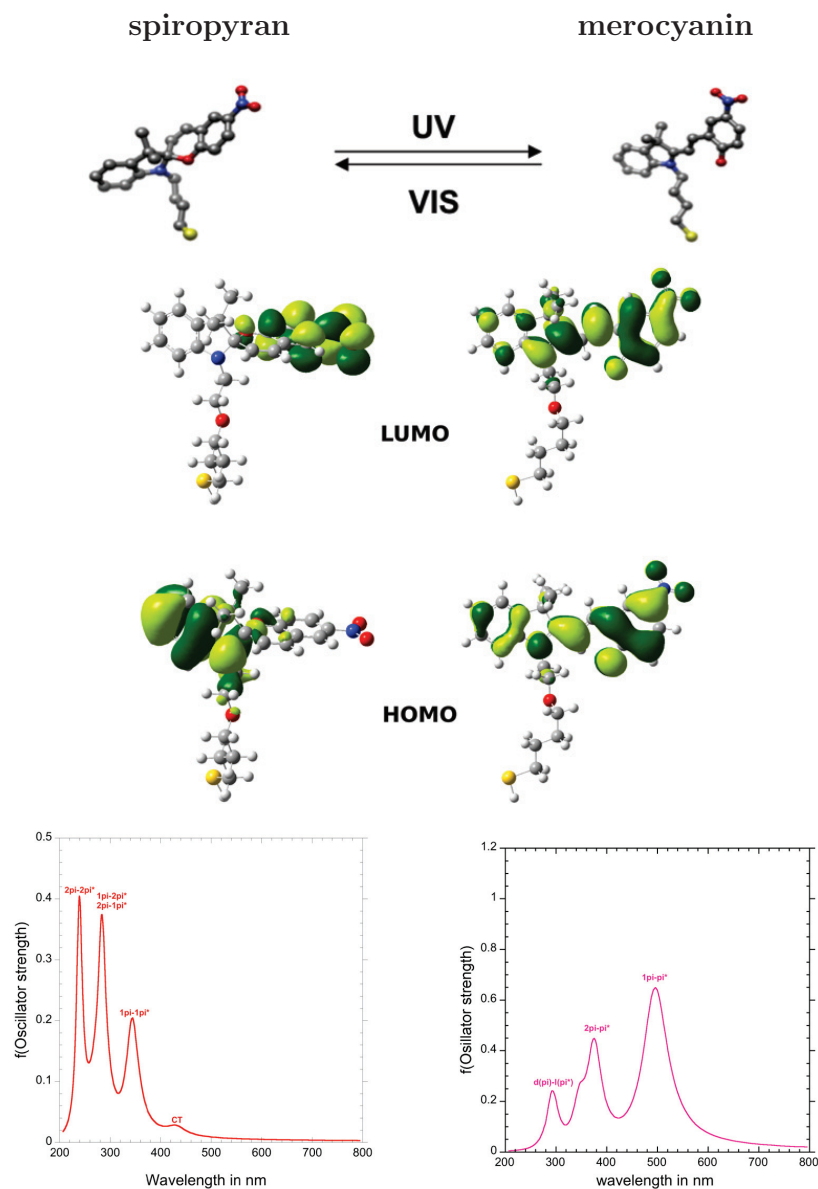 spiropyran
merocyanin
UV
VIS
LUMO
HOMO
0.5
0.4
0.3
0.2
0.1
0
f(Oscillator strength)
2pi-2pi*
1pi-2pi*
2pi-1pi*
1pi-1pi*
CT
200 300 400 500 600 700 800
Wavelength in nm
1.2
1
0.8
0.6
0.4
0.2
0
f(Osillator strength)
1pi-pi*
2pi-pi*
d(pi)-l(pi*)
200 300 400 500 600 700 800
wavelength in nm